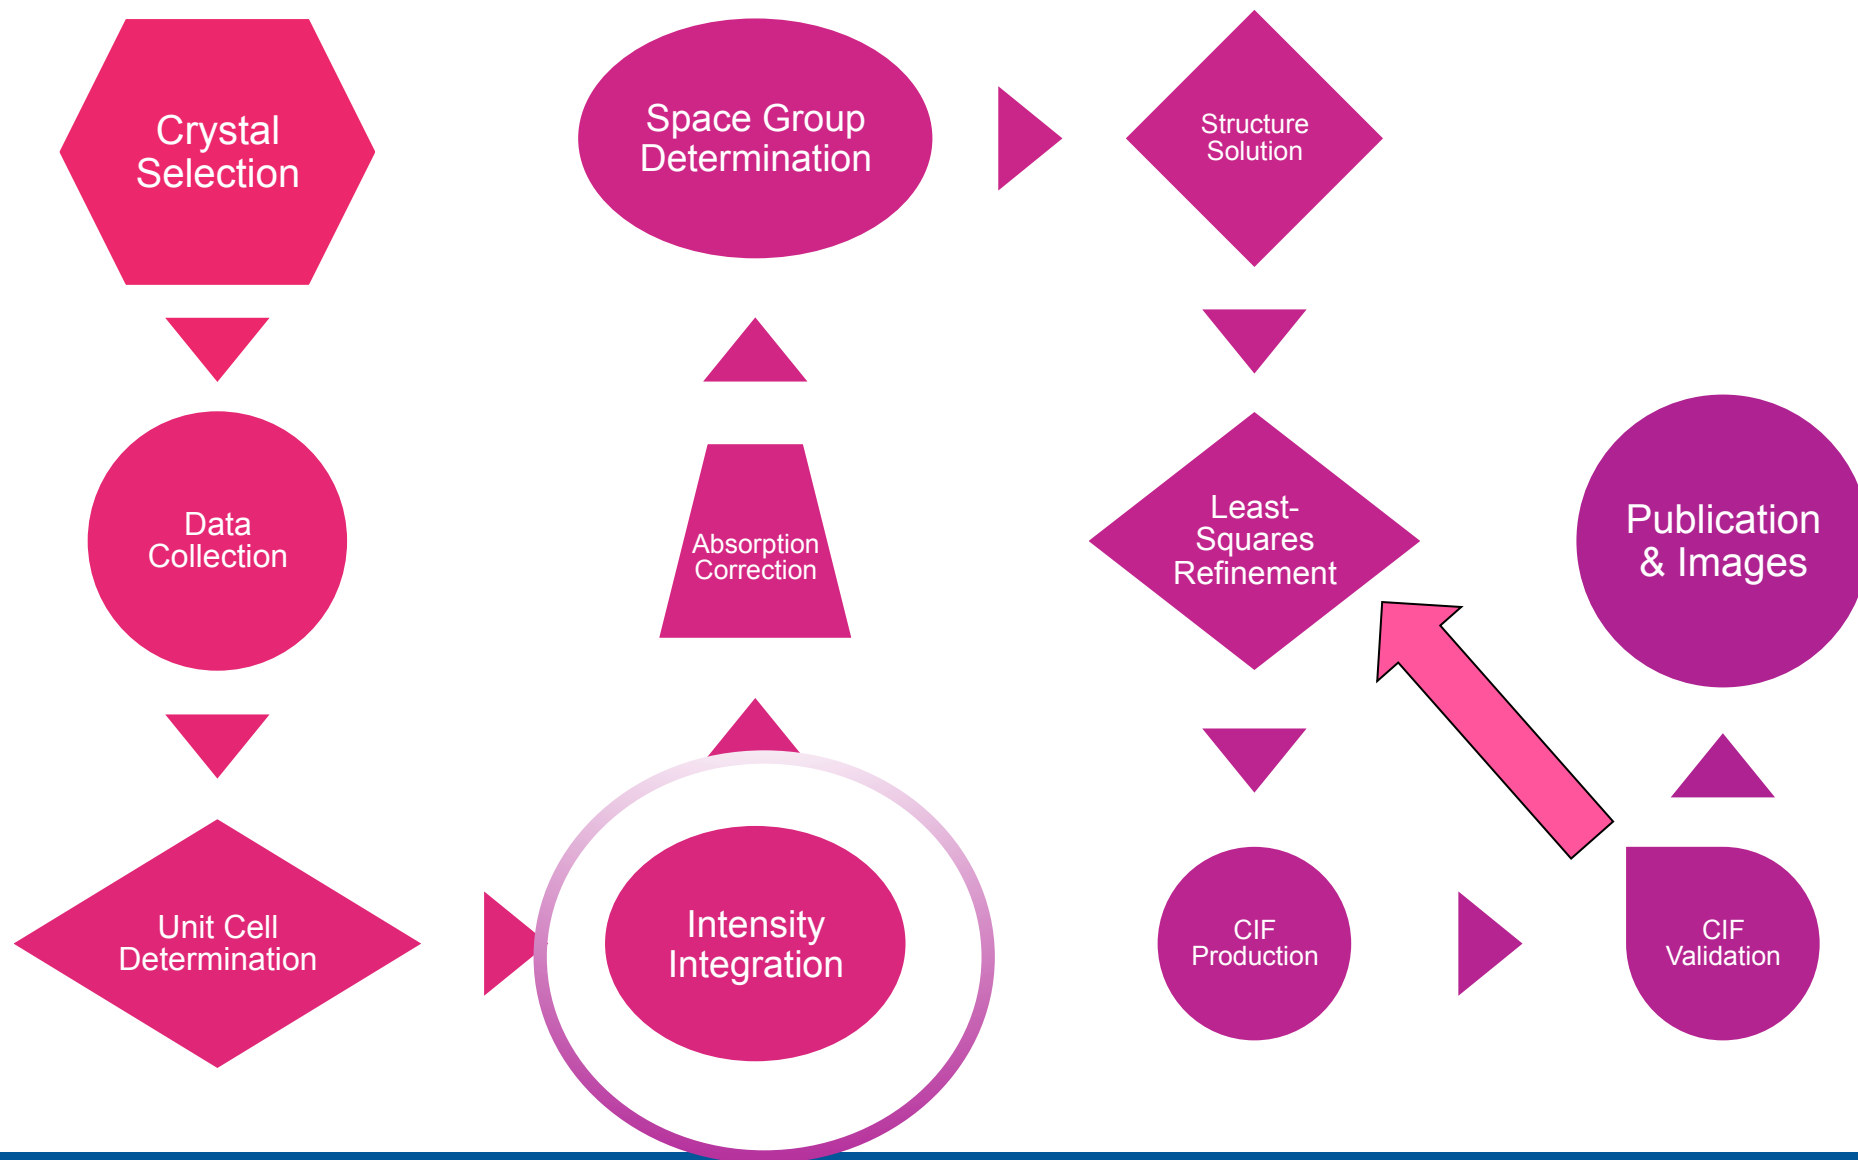 Crystal
Selection
Data
Collection
Unit Cell
Determination
Intensity
Integration
Absorption
Correction
Space Group
Determination
Structure
Solution
Least-
Squares
Refinement
CIF
Production
CIF
Validation
Publication
& Images